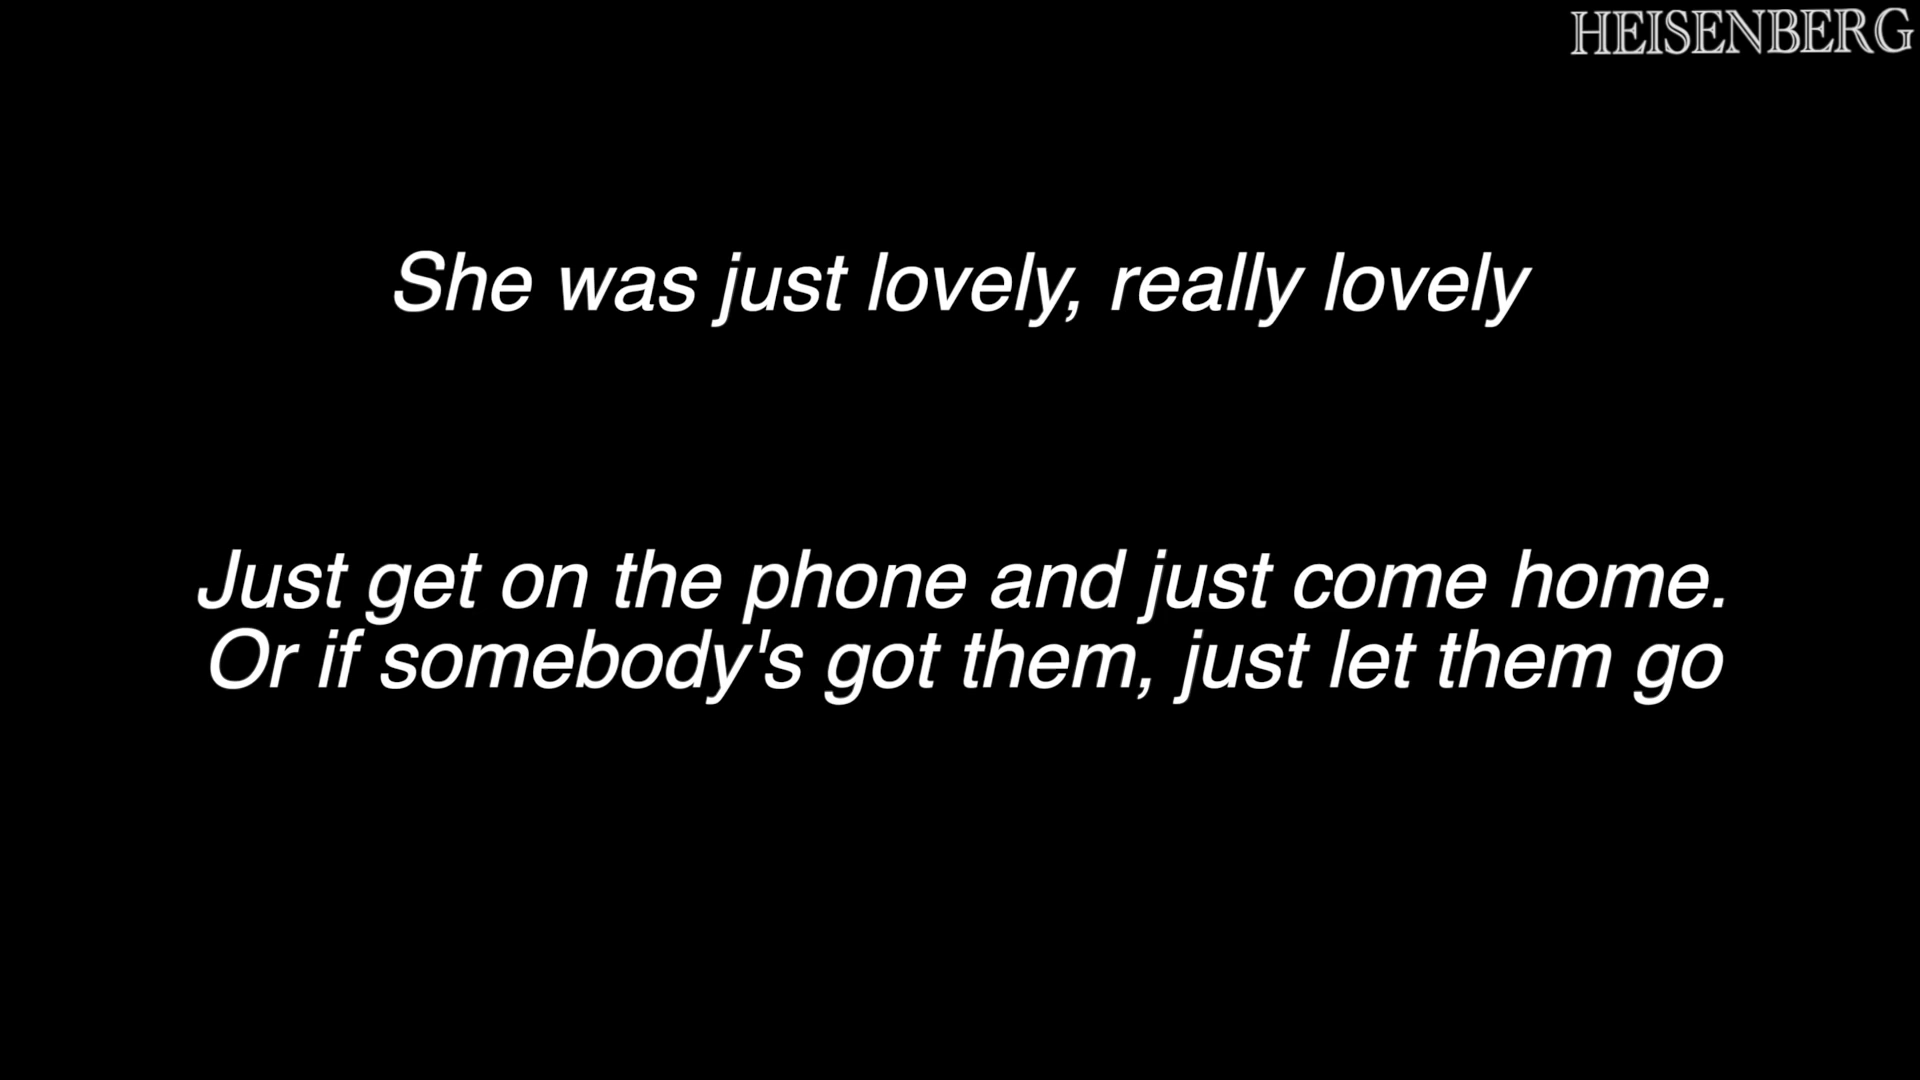 HEISENBERG
She was just lovely, really lovely
Just get on the phone and just come home.
Or if somebody's got them, just let them go